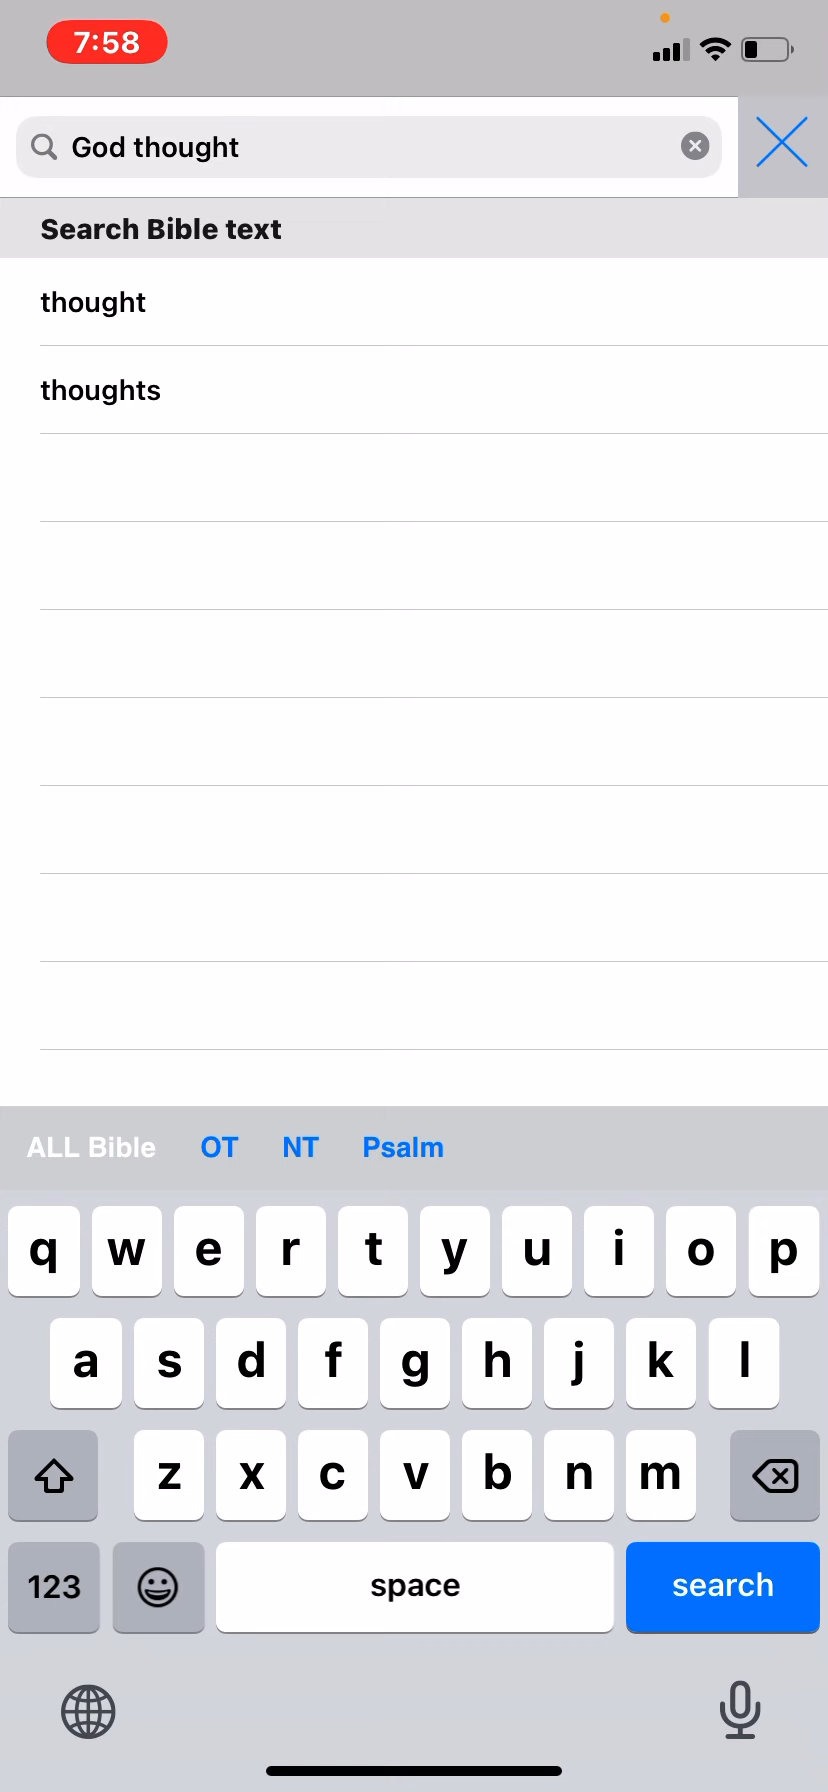 7:58
God thought
Search Bible text
thought
thoughts
ALL Bible OT NT Psalm
q w e r t y u i o p
a s d f g h j k l
z x c v b n m
123 space search